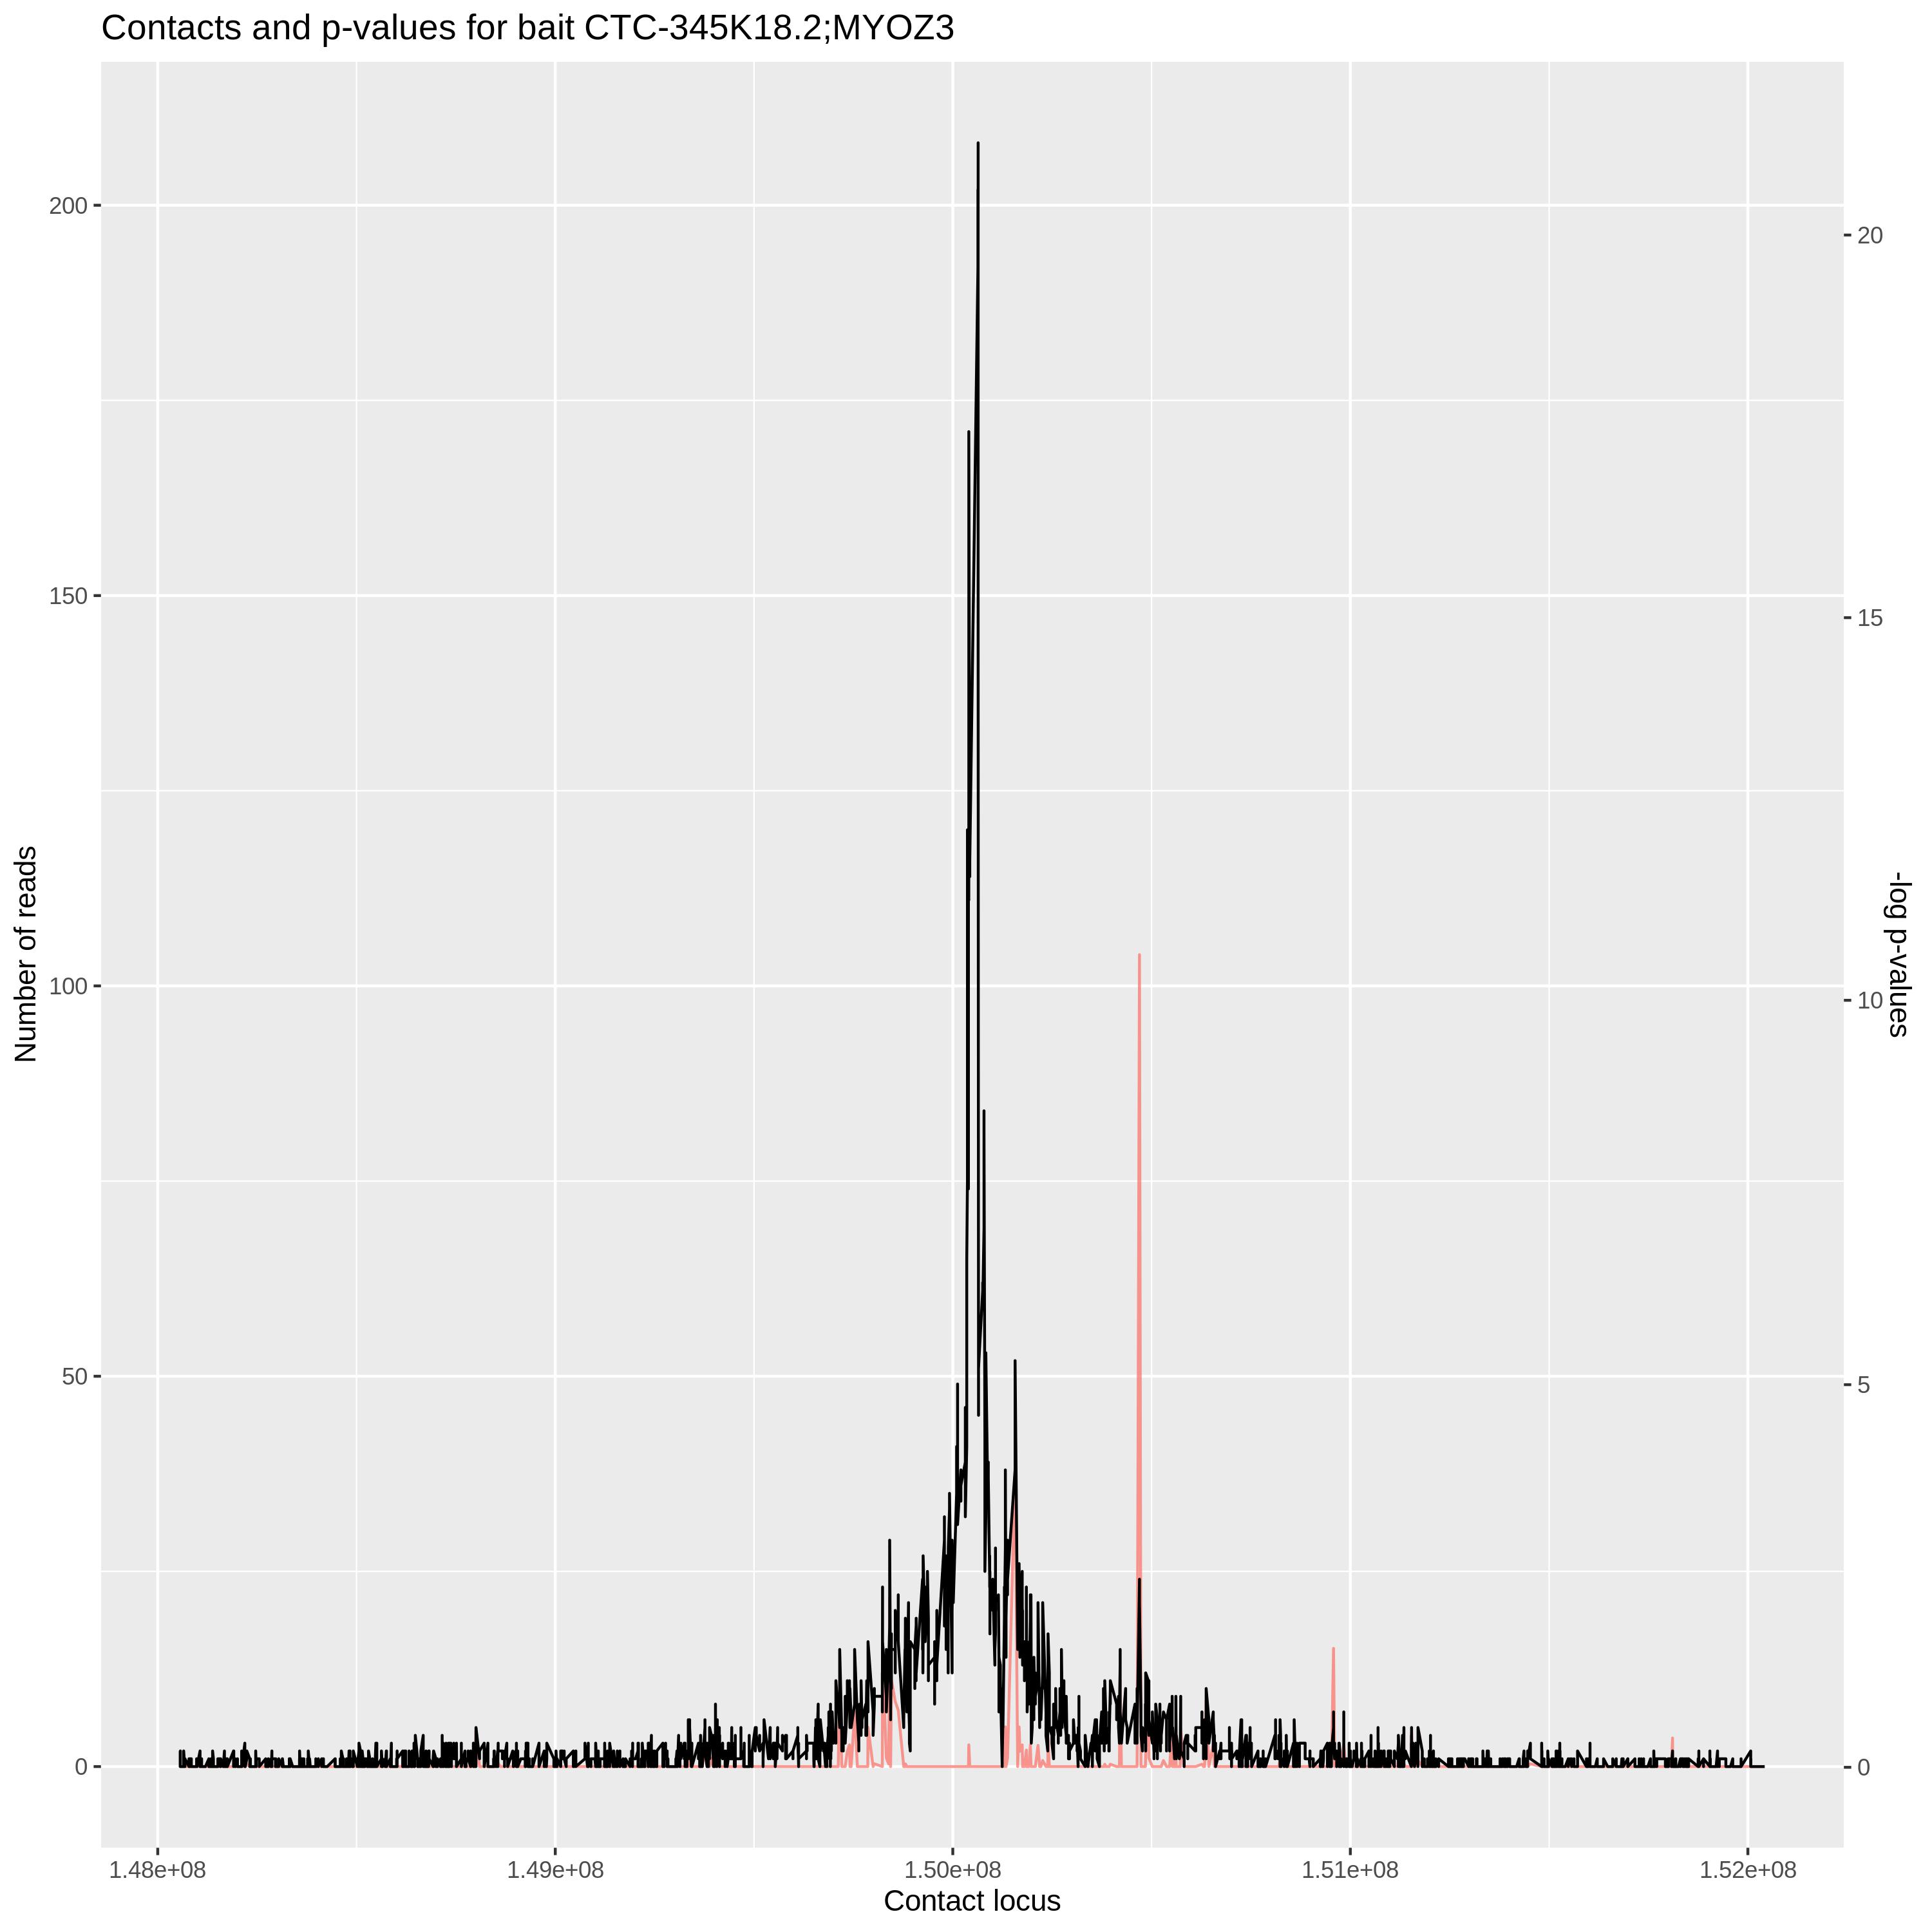 Contacts and p-values for bait CTC-345K18.2;MYOZ3
Number of reads
200
150
100
50
0
20
15
10
5
0
-log p-values
1.48e+08
1.49e+08
1.50e+08
1.51e+08
1.52e+08
Contact locus